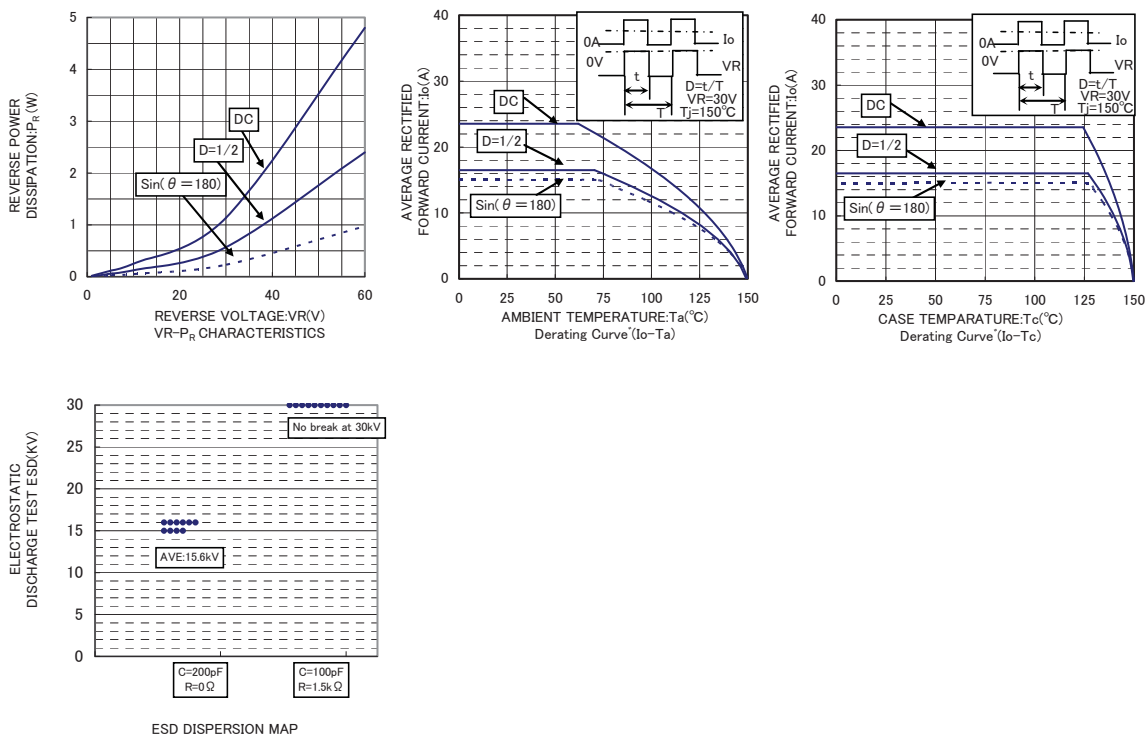 REVERSE POWER
DISSIPATION:P_R (W)
5
4
3
2
1
0
DC
D=1/2
Sin(θ=180)
0
20
40
60
REVERSE VOLTAGE:VR(V)
VR-P_R CHARACTERISTICS
AVERAGE RECTIFIED
FORWARD CURRENT:Io(A)
40
30
20
10
0
0A
0V
Io
VR
t
T
D=t/T
VR=30V
Tj=150°C
DC
D=1/2
Sin(θ=180)
0
25
50
75
100
125
150
AMBIENT TEMPERATURE:Ta(°C)
Derating Curve"(Io-Ta)
AVERAGE RECTIFIED
FORWARD CURRENT:Io(A)
40
30
20
10
0
0A
0V
Io
VR
t
T
D=t/T
VR=30V
Tj=150°C
DC
D=1/2
Sin(θ=180)
0
25
50
75
100
125
150
CASE TEMPARATURE:Tc(°C)
Derating Curve"(Io-Tc)
ELECTROSTATIC
DISCHARGE TEST ESD(KV)
30
25
20
15
10
5
0
No break at 30kV
AVE:15.6kV
C=200pF
R=0Ω
C=100pF
R=1.5kΩ
ESD DISPERSION MAP